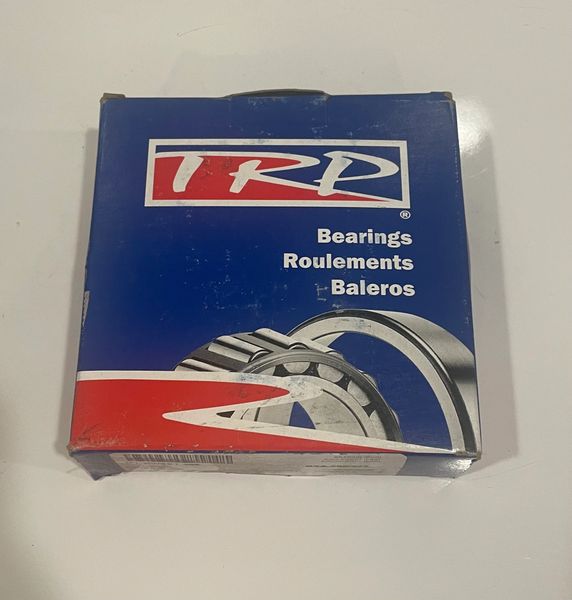 TRP
®
Bearings
Roulements
Baleros